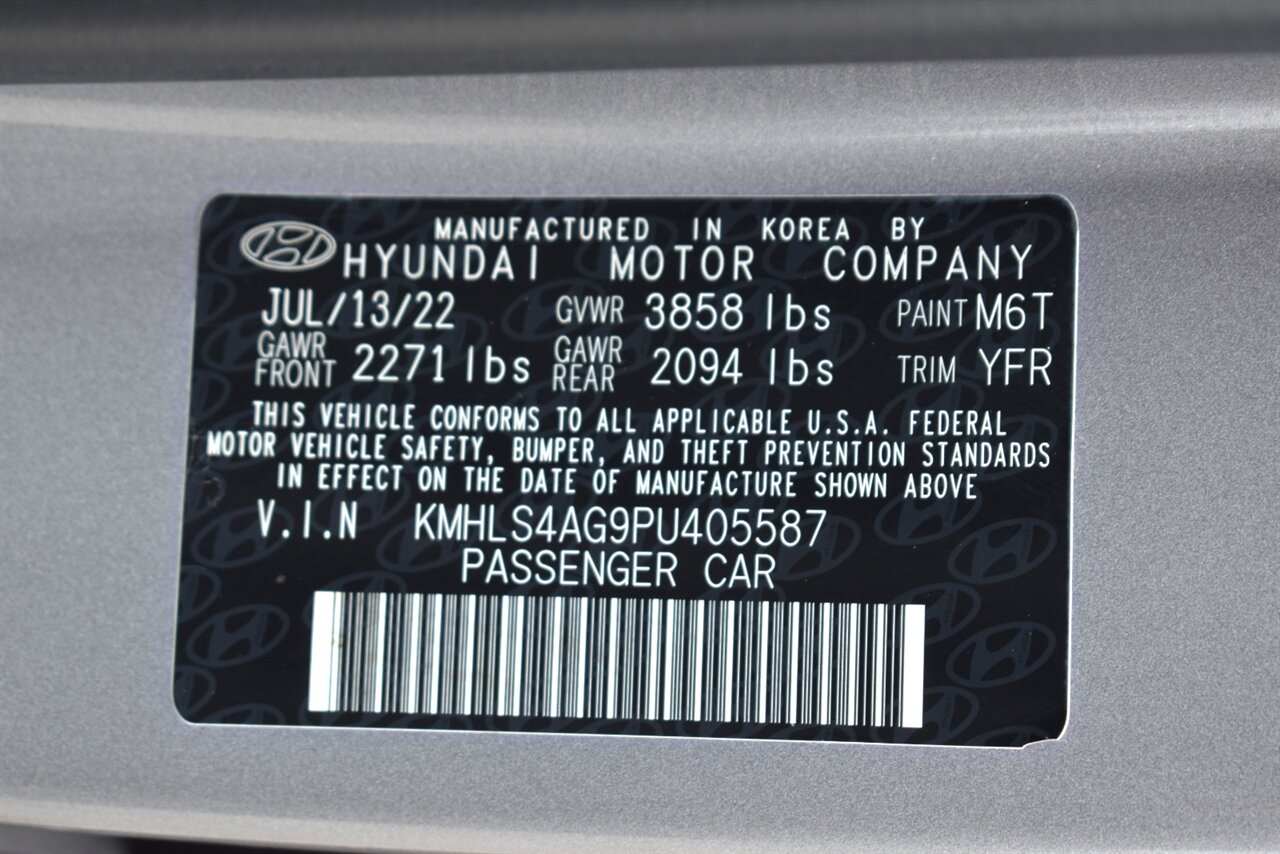 MANUFACTURED IN KOREA BY
HYUNDAI MOTOR COMPANY
JUL/13/22 GVWR 3858 lbs PAINT M6T
GAWR FRONT 2271 lbs GAWR REAR 2094 lbs TRIM YFR
THIS VEHICLE CONFORMS TO ALL APPLICABLE U.S.A. FEDERAL
MOTOR VEHICLE SAFETY, BUMPER, AND THEFT PREVENTION STANDARDS
IN EFFECT ON THE DATE OF MANUFACTURE SHOWN ABOVE
V.I.N KMHLS4AG9PU405587
PASSENGER CAR